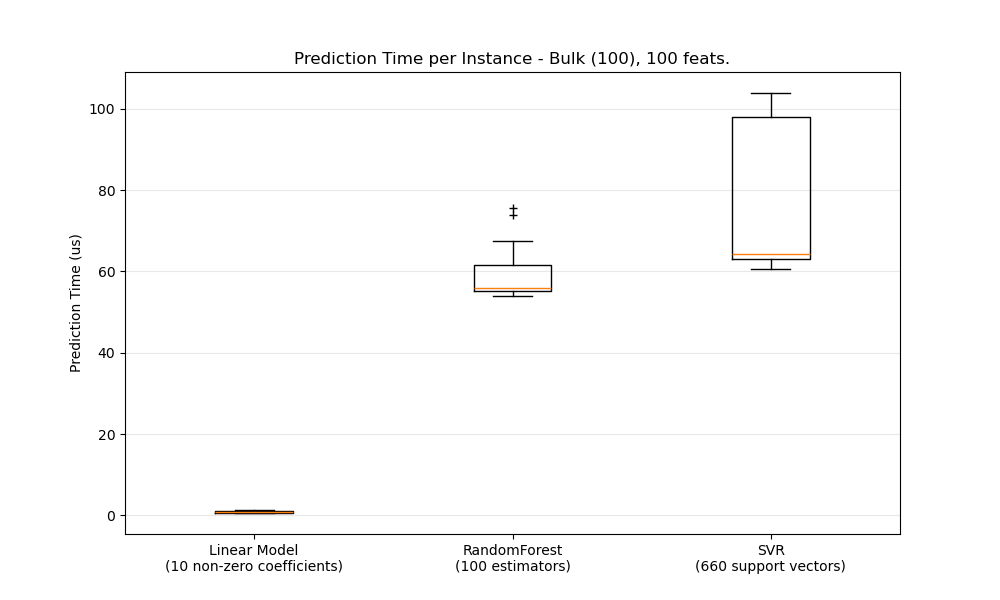 Prediction Time per Instance - Bulk (100), 100 feats.
Prediction Time (us)
100
80
60
40
20
0
Linear Model
(10 non-zero coefficients)
RandomForest
(100 estimators)
SVR
(660 support vectors)